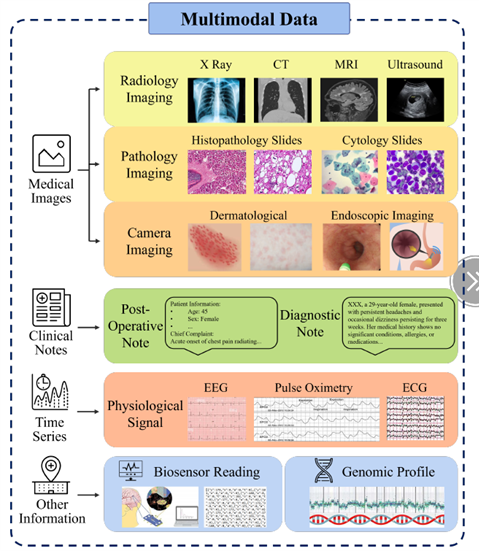 Multimodal Data
X Ray
CT
MRI
Ultrasound
Radiology
Imaging
Histopathology Slides
Cytology Slides
Pathology
Imaging
Medical
Images
Dermatological
Endoscopic Imaging
Camera
Imaging
Clinical
Notes
Post-
Operative
Note
Patient Information:
• Age: 45
• Sex: Female
• ...
Chief Complaint:
Acute onset of chest pain radiating...
Diagnostic
Note
XXX, a 29-year-old female, presented
with persistent headaches and
occasional dizziness persisting for three
weeks. Her medical history shows no
significant conditions, allergies, or
medications...
Time
Series
Physiological
Signal
EEG
Pulse Oximetry
ECG
Other
Information
Biosensor Reading
Genomic Profile